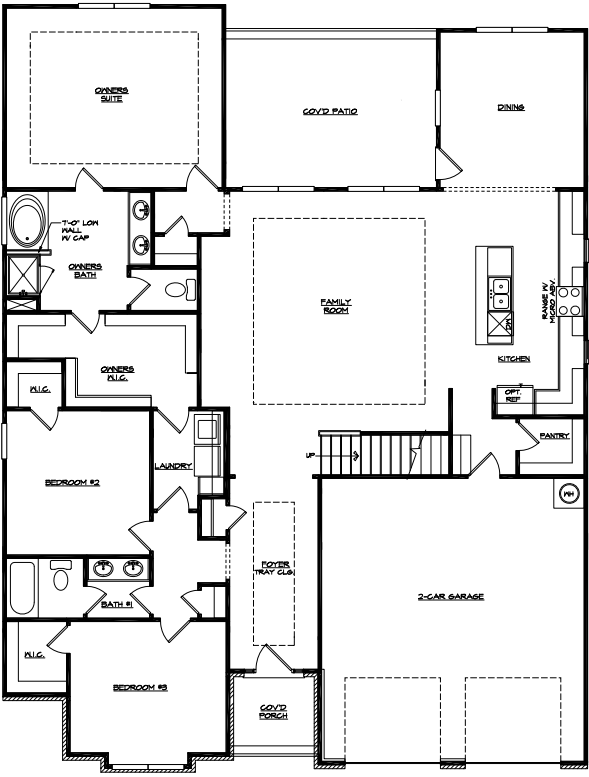 OWNERS
SUITE
COV'D PATIO
DINING
7'-0" LOW
WALL
W/ CAP
OWNERS
BATH
FAMILY
ROOM
RANGE W/
MICRO ABV.
DW
KITCHEN
OWNERS
W.I.C.
W.I.C.
OPT.
REF
UP
PANTRY
LAUNDRY
BEDROOM #2
WH
FOYER
TRAY CLG.
2-CAR GARAGE
BATH #1
W.I.C.
BEDROOM #3
COV'D
PORCH